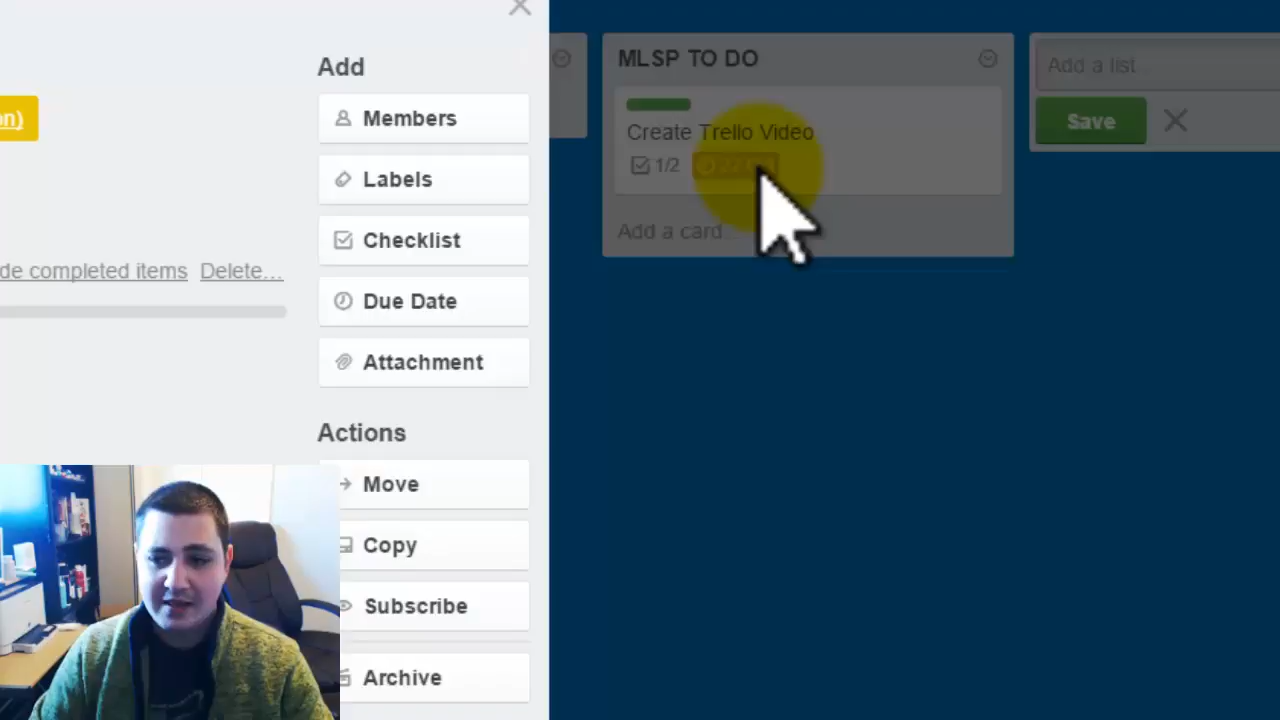 on)
de completed items Delete...
Add
Members
Labels
Checklist
Due Date
Attachment
Actions
Move
Copy
Subscribe
Archive
MLSP TO DO
Create Trello Video
1/2
Add a card
Add a list...
Save